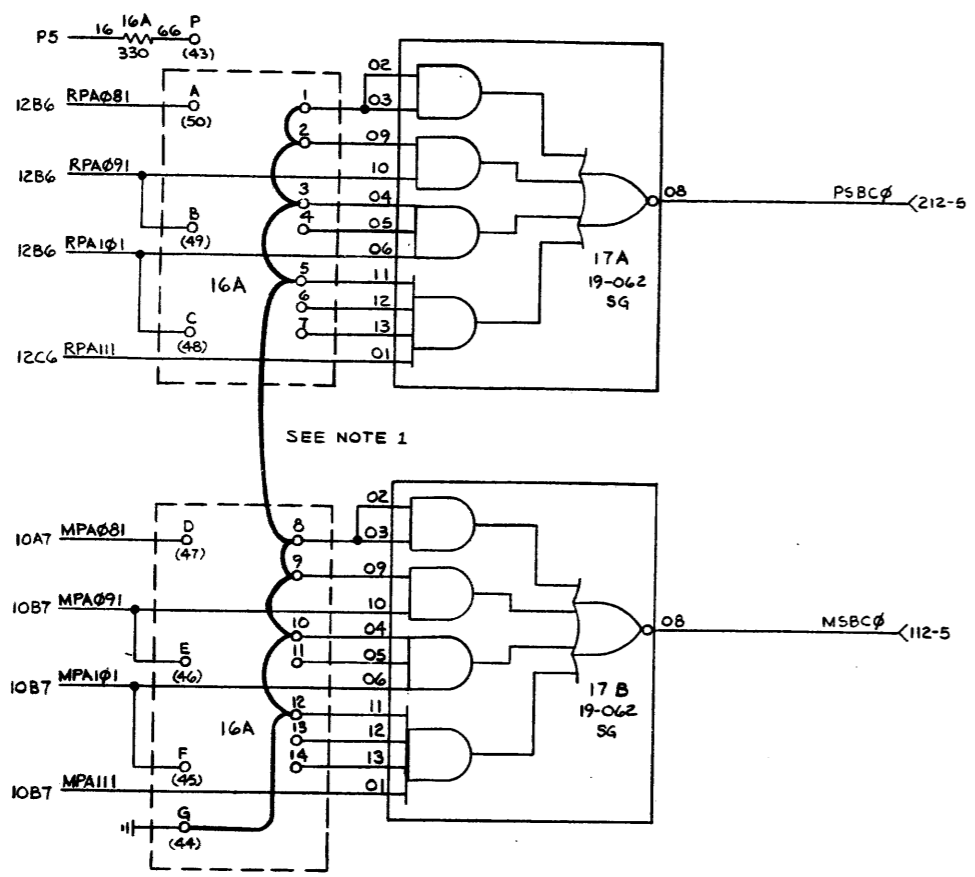 P5 16 16A 66 P
330 (43)
12B6 RPAØ81 A
(50)
12B6 RPAØ91
B
(49)
12B6 RPA1Ø1
C
(48)
12C6 RPA111
16A
1
2
3
4
5
6
7
02
03
09
10
04
05
06
11
12
13
01
17A
19-062
SG
08 PSBCØ 212-5
SEE NOTE 1
10A7 MPAØ81 D
(47)
10B7 MPAØ91
E
(46)
10B7 MPA1Ø1
F
(45)
10B7 MPA111
G
(44)
16A
8
9
10
11
12
13
14
02
03
09
10
04
05
06
11
12
13
01
17B
19-062
SG
08 MSBCØ 112-5